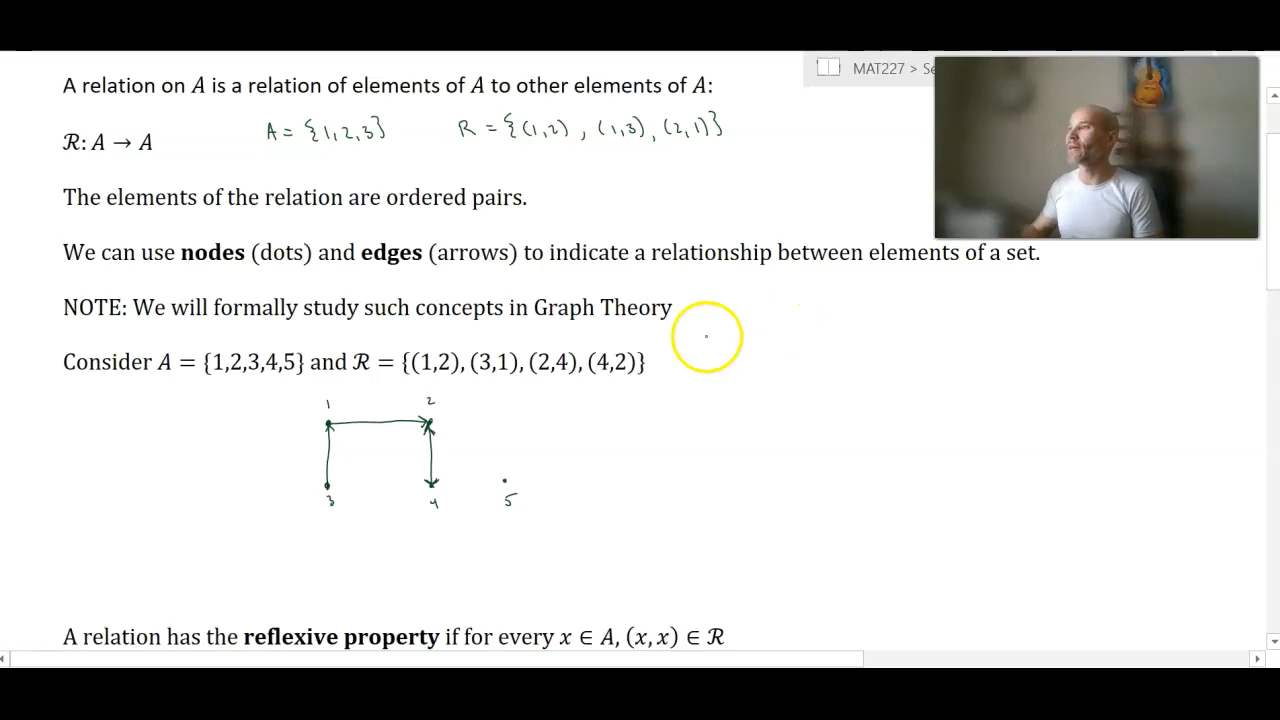 A relation on A is a relation of elements of A to other elements of A:
MAT227 > Se
ℛ: A → A
A = {1,2,3}
R = {(1,2) , (1,3), (2,1)}
The elements of the relation are ordered pairs.
We can use nodes (dots) and edges (arrows) to indicate a relationship between elements of a set.
NOTE: We will formally study such concepts in Graph Theory
Consider A = {1,2,3,4,5} and ℛ = {(1,2), (3,1), (2,4), (4,2)}
1 2
3 4 5
A relation has the reflexive property if for every x ∈ A, (x, x) ∈ ℛ